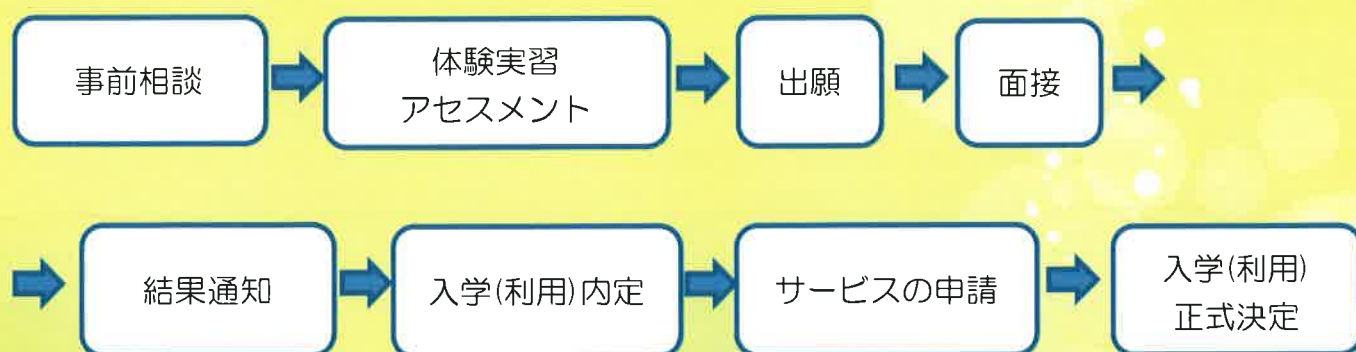 事前相談
体験実習
アセスメント
出願
面接
結果通知
入学(利用)内定
サービスの申請
入学(利用)
正式決定